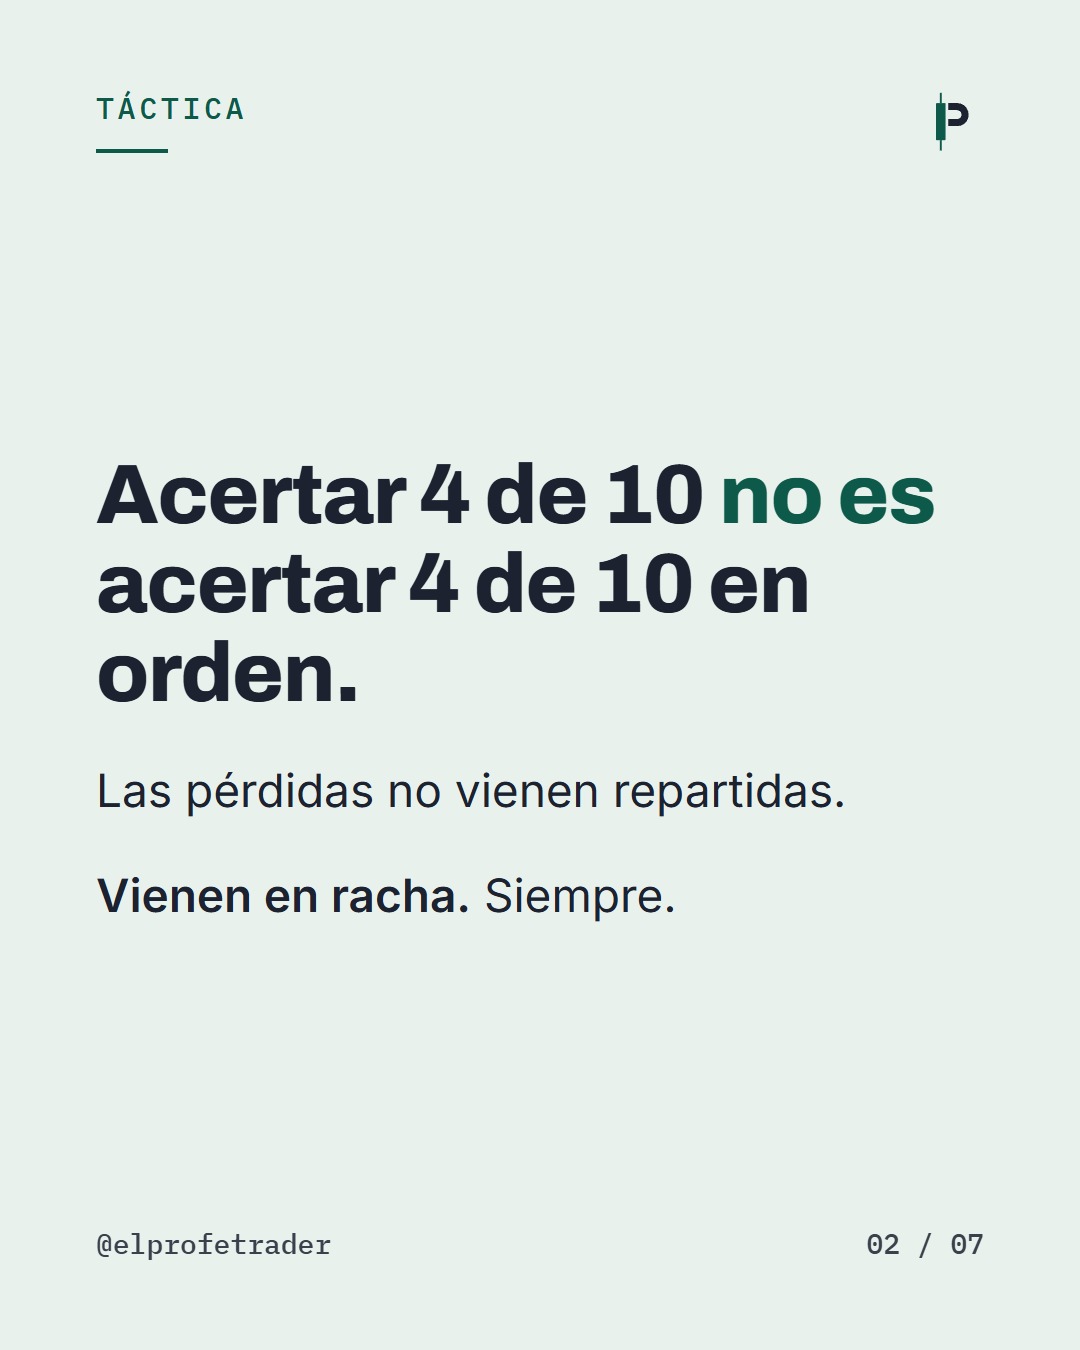 TÁCTICA
Acertar 4 de 10 no es
acertar 4 de 10 en
orden.
Las pérdidas no vienen repartidas.
Vienen en racha. Siempre.
@elprofetrader
02 / 07